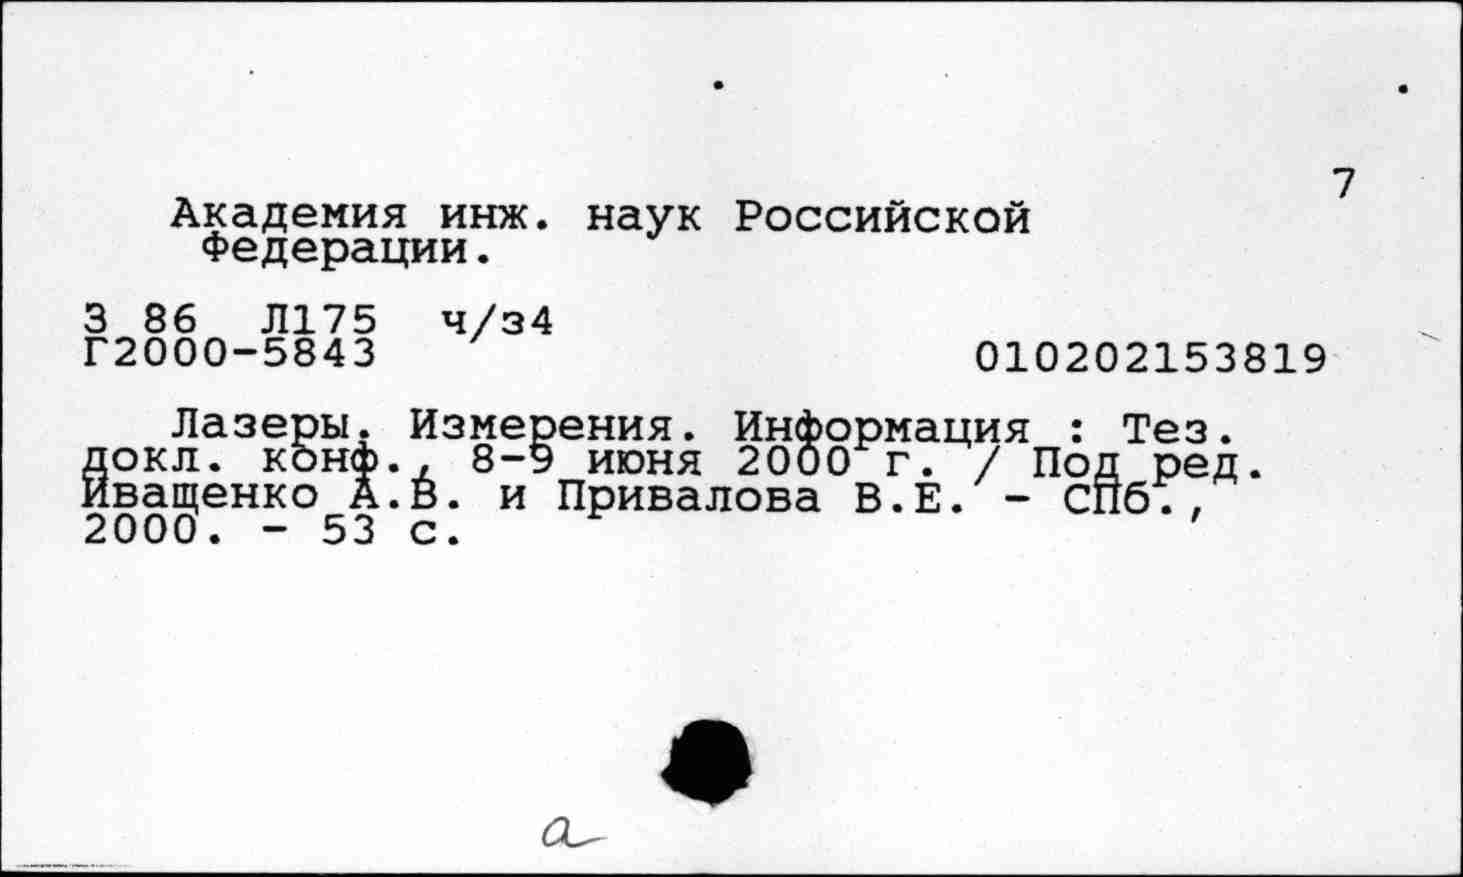 7
Академия инж. наук Российской
Федерации.
З 86 Л175 ч/з4
Г2000-5843
010202153819
Лазеры. Измерения. Информация : Тез.
докл. конф., 8-9 июня 2000 г. / Под ред.
Иващенко А.В. и Привалова В.Е. - СПб.,
2000. - 53 с.
а